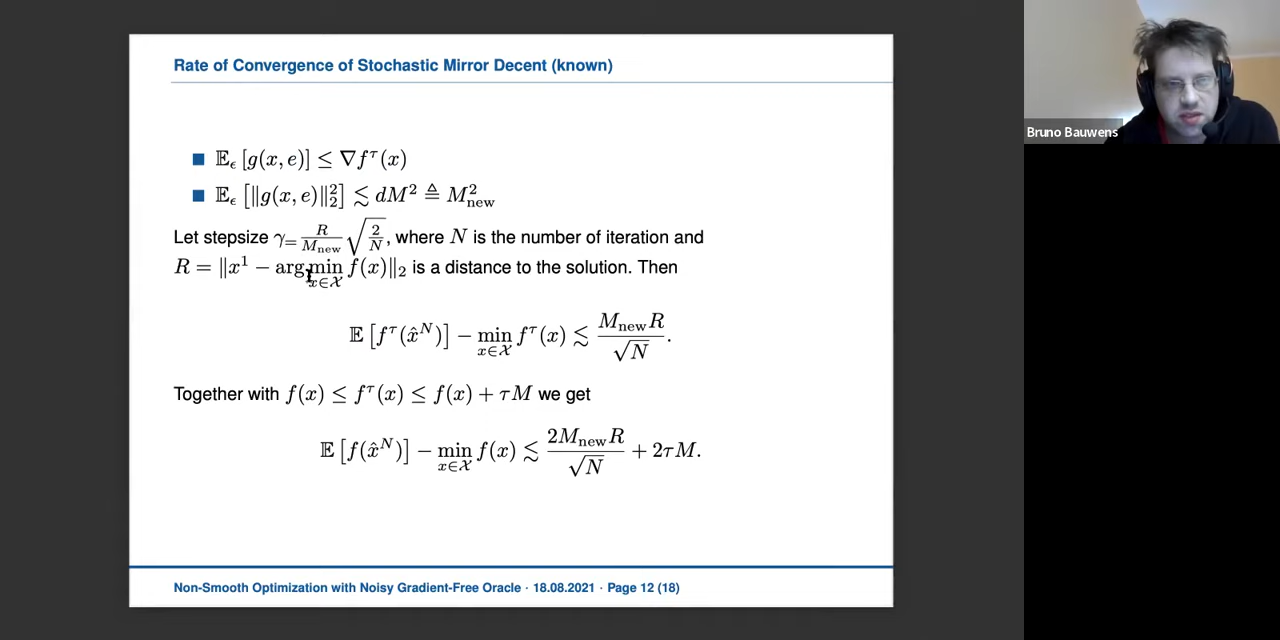 Rate of Convergence of Stochastic Mirror Decent (known)
Bruno Bauwens
■ 𝔼_ϵ [g(x, e)] ≤ ∇f^τ(x)
■ 𝔼_ϵ [‖g(x, e)‖₂²] ≲ dM² ≜ M²_new
Let stepsize γ₌ R/M_new √(2/N), where N is the number of iteration and
R = ‖x¹ − arg min_{x∈𝒳} f(x)‖₂ is a distance to the solution. Then
𝔼 [f^τ(x̂^N)] − min_{x∈𝒳} f^τ(x) ≲ M_new R/√N.
Together with f(x) ≤ f^τ(x) ≤ f(x) + τM we get
𝔼 [f(x̂^N)] − min_{x∈𝒳} f(x) ≲ 2M_new R/√N + 2τM.
Non-Smooth Optimization with Noisy Gradient-Free Oracle · 18.08.2021 · Page 12 (18)